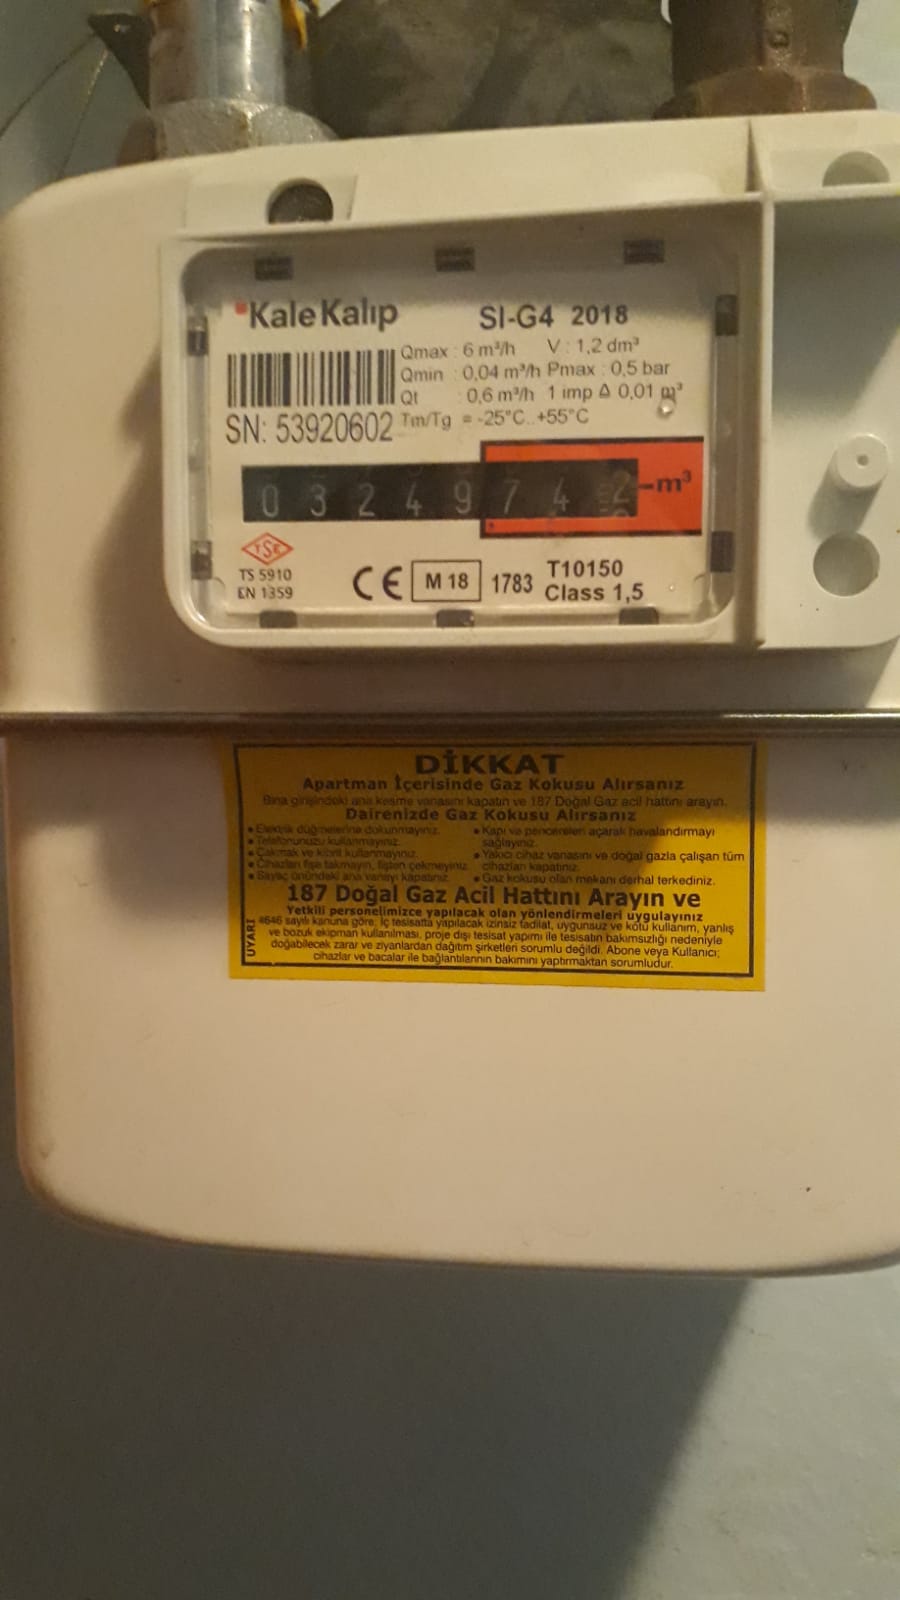 KaleKalıp SI-G4 2018
Qmax : 6 m³/h V : 1,2 dm³
Qmin : 0,04 m³/h Pmax : 0,5 bar
Qt : 0,6 m³/h 1 imp Δ 0,01 m³
SN: 53920602 Tm/Tg = -25°C..+55°C
0 3 2 4 9 7 4 2 m³
TSE
TS 5910
EN 1359
CE M 18 1783 T10150
Class 1,5
DİKKAT
Apartman İçerisinde Gaz Kokusu Alırsanız
Bina girişindeki ana kesme vanasını kapatın ve 187 Doğal Gaz acil hattını arayın.
Dairenizde Gaz Kokusu Alırsanız
• Elektrik düğmelerine dokunmayınız.
• Telefonunuzu kullanmayınız.
• Çakmak ve kibrit kullanmayınız.
• Cihazları fişe takmayın, fişten çekmeyiniz.
• Sayaç önündeki ana vanayı kapatınız.
• Kapı ve pencereleri açarak havalandırmayı
sağlayınız.
• Yakıcı cihaz vanasını ve doğal gazla çalışan tüm
cihazları kapatınız.
• Gaz kokusu olan mekanı derhal terkediniz.
187 Doğal Gaz Acil Hattını Arayın ve
Yetkili personelimizce yapılacak olan yönlendirmeleri uygulayınız
UYARI
4646 sayılı kanuna göre; İç tesisatta yapılacak izinsiz tadilat, uygunsuz ve kötü kullanım, yanlış
ve bozuk ekipman kullanılması, proje dışı tesisat yapımı ile tesisatın bakımsızlığı nedeniyle
doğabilecek zarar ve ziyanlardan dağıtım şirketleri sorumlu değildi. Abone veya Kullanıcı;
cihazlar ve bacalar ile bağlantılarının bakımını yaptırmaktan sorumludur.